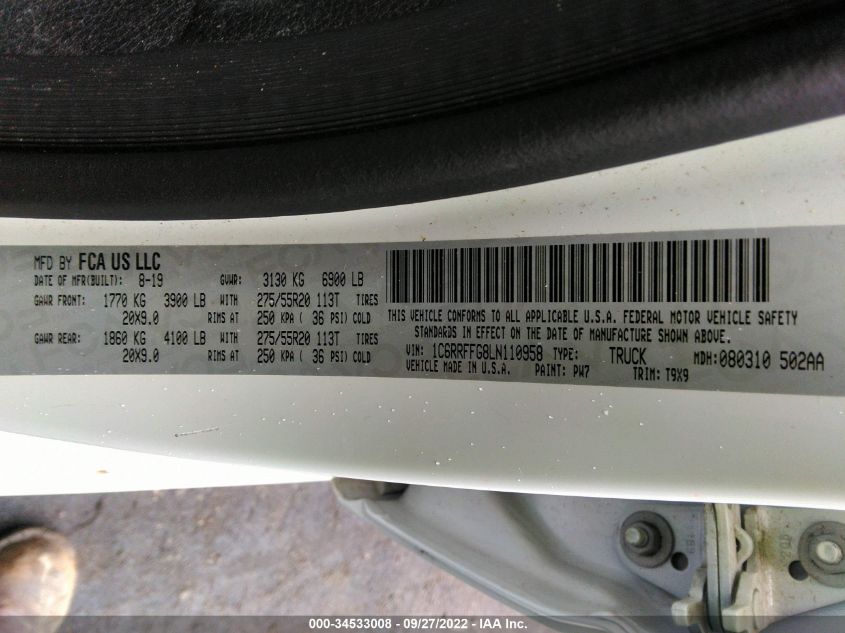 MFD BY FCA US LLC
DATE OF MFR(BUILT): 8-19 GVWR: 3130 KG 6900 LB
GAWR FRONT: 1770 KG 3900 LB WITH 275/55R20 113T TIRES
20X9.0 RIMS AT 250 KPA ( 36 PSI) COLD
GAWR REAR: 1860 KG 4100 LB WITH 275/55R20 113T TIRES
20X9.0 RIMS AT 250 KPA ( 36 PSI) COLD
THIS VEHICLE CONFORMS TO ALL APPLICABLE U.S.A. FEDERAL MOTOR VEHICLE SAFETY
STANDARDS IN EFFECT ON THE DATE OF MANUFACTURE SHOWN ABOVE.
VIN: 1C6RRFFG8LN110958 TYPE: TRUCK MDH: 080310 502AA
VEHICLE MADE IN U.S.A. PAINT: PW7 TRIM: T9X9
000-34533008 - 09/27/2022 - IAA Inc.